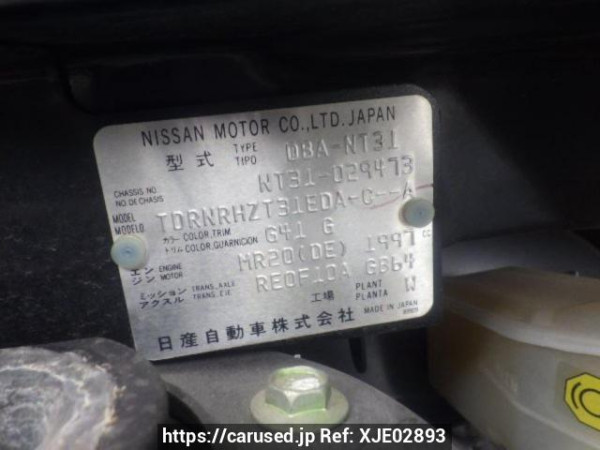 NISSAN MOTOR CO.,LTD. JAPAN
型式 TYPE TIPO DBA-NT31
CHASSIS NO. NO.DE CHASIS NT31-029473
MODEL MODELO TDRNRHZT31EDA-C--A
カラー COLOR, TRIM トリム COLOR, GUARNICION G41 G
エンジン ENGINE MOTOR MR20(DE) 1997 CC
ミッション アクスル TRANS., AXLE TRANS., EJE RE0F10A GB64
工場 PLANT PLANTA W
日産自動車株式会社 MADE IN JAPAN
https://carused.jp Ref: XJE02893